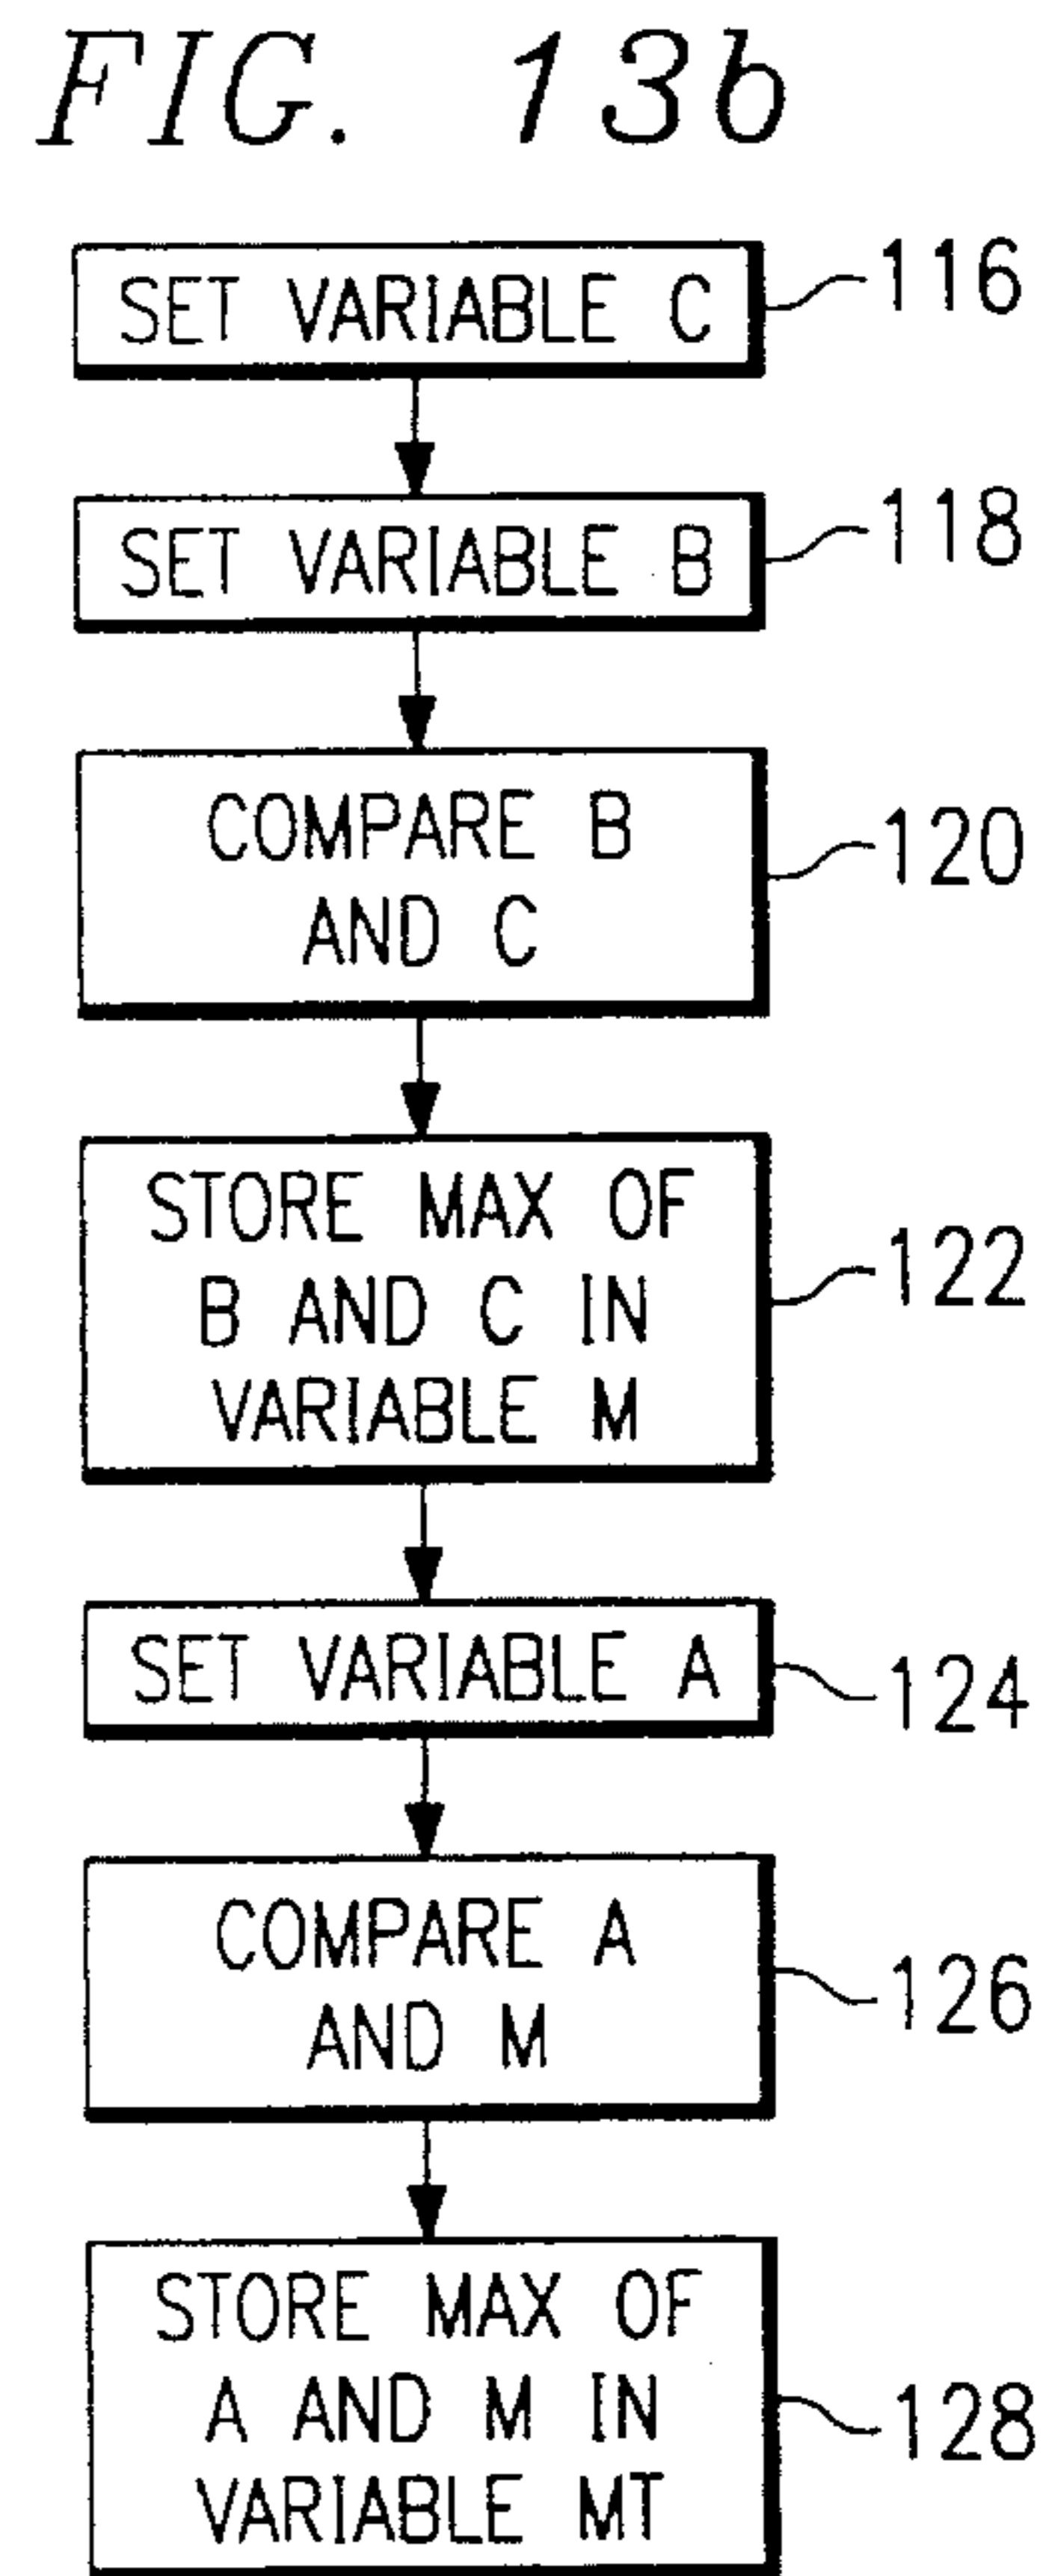 FIG. 13b
SET VARIABLE C
116
SET VARIABLE B
118
COMPARE B
AND C
120
STORE MAX OF
B AND C IN
VARIABLE M
122
SET VARIABLE A
124
COMPARE A
AND M
126
STORE MAX OF
A AND M IN
VARIABLE MT
128